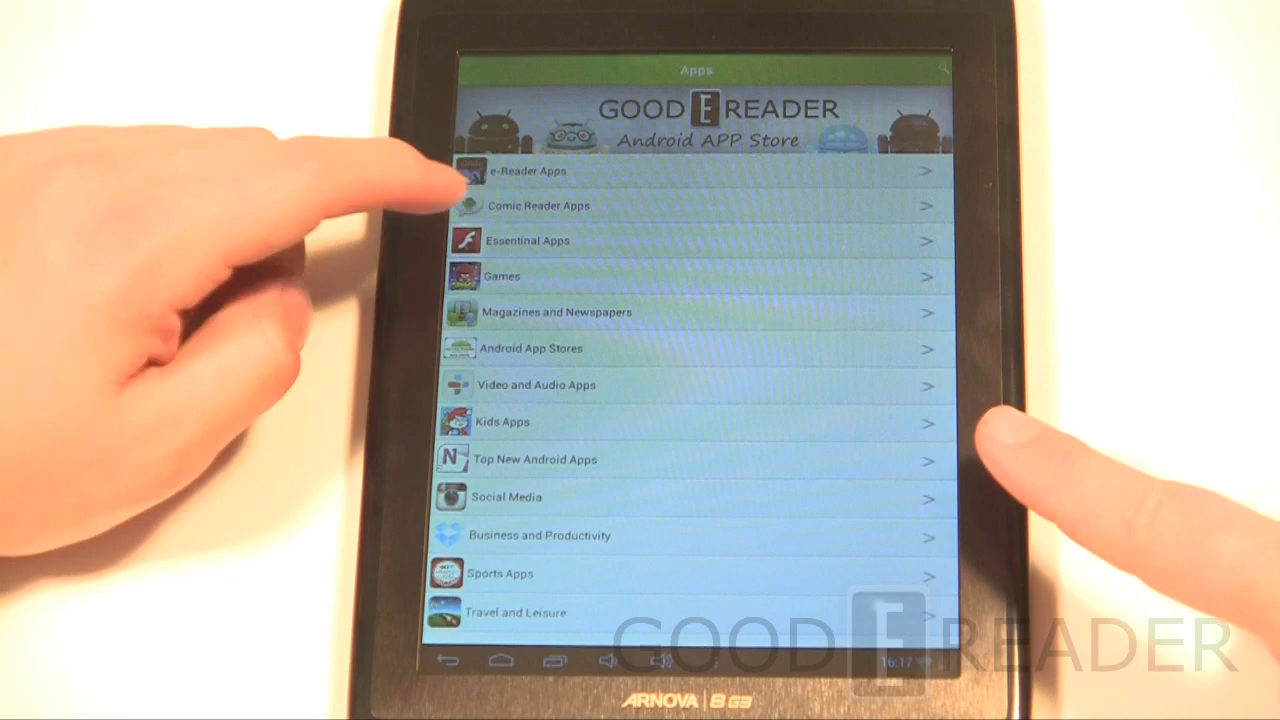 Apps
GOOD E READER
Android APP Store
e-Reader Apps >
Comic Reader Apps >
Essentinal Apps >
Games >
Magazines and Newspapers >
Android App Stores >
Video and Audio Apps >
Kids Apps >
Top New Android Apps >
N
Social Media >
Business and Productivity >
Sports Apps >
Travel and Leisure >
GOOD E READER
16:17
ARNOVA | 8 G3